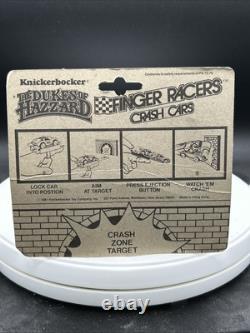 Knickerbocker
THE DUKES OF
HAZZARD
FINGER RACERS
CRASH CARS
LOCK CAR
INTO POSITION
AIM
AT TARGET
PRESS EJECTION
BUTTON
WATCH 'EM
CRASH
CRASH
ZONE
TARGET
ebay